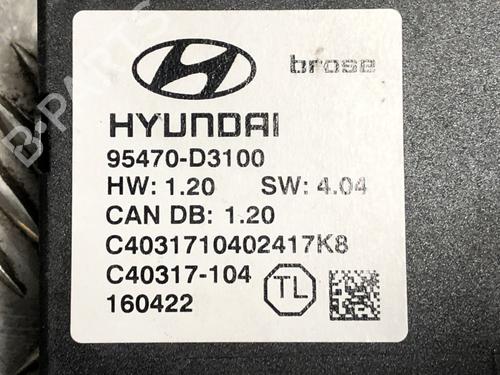 brose
HYUNDAI
95470-D3100
HW: 1.20 SW: 4.04
CAN DB: 1.20
C4031710402417K8
C40317-104
TL
160422
B-PARTS